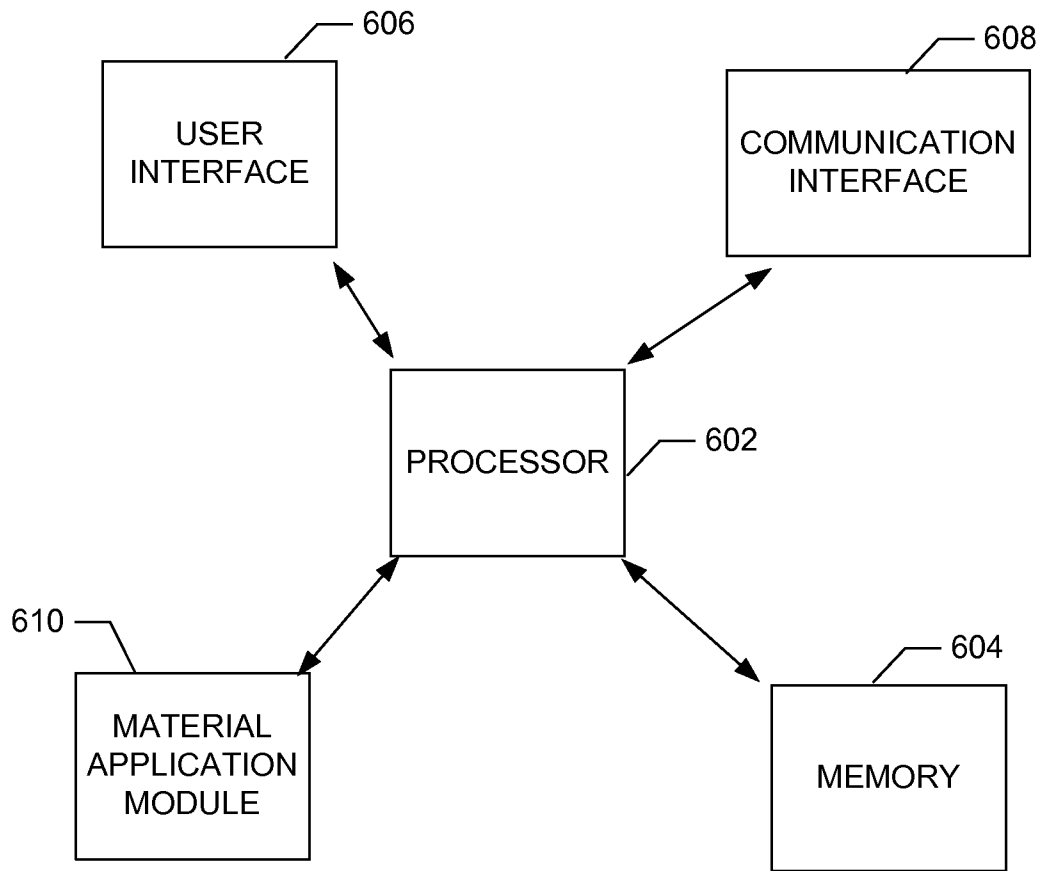 606
608
USER
INTERFACE
COMMUNICATION
INTERFACE
PROCESSOR
602
610
604
MATERIAL
APPLICATION
MODULE
MEMORY